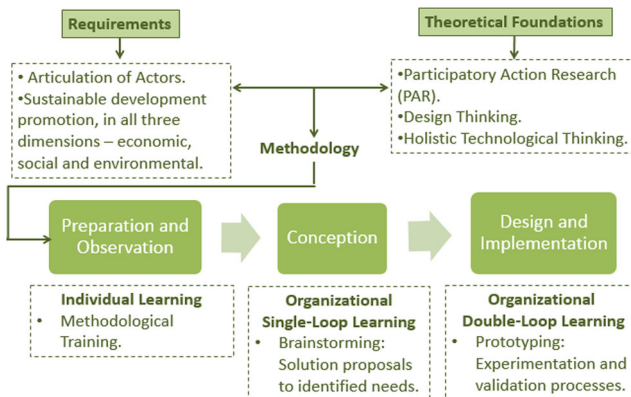 Requirements
Theoretical Foundations
• Articulation of Actors.
•Sustainable development
promotion, in all three
dimensions – economic,
social and environmental.
•Participatory Action Research
(PAR).
•Design Thinking.
•Holistic Technological Thinking.
Methodology
Preparation and
Observation
Conception
Design and
Implementation
Individual Learning
• Methodological
Training.
Organizational
Single-Loop Learning
• Brainstorming:
Solution proposals
to identified needs.
Organizational
Double-Loop Learning
• Prototyping:
Experimentation and
validation processes.